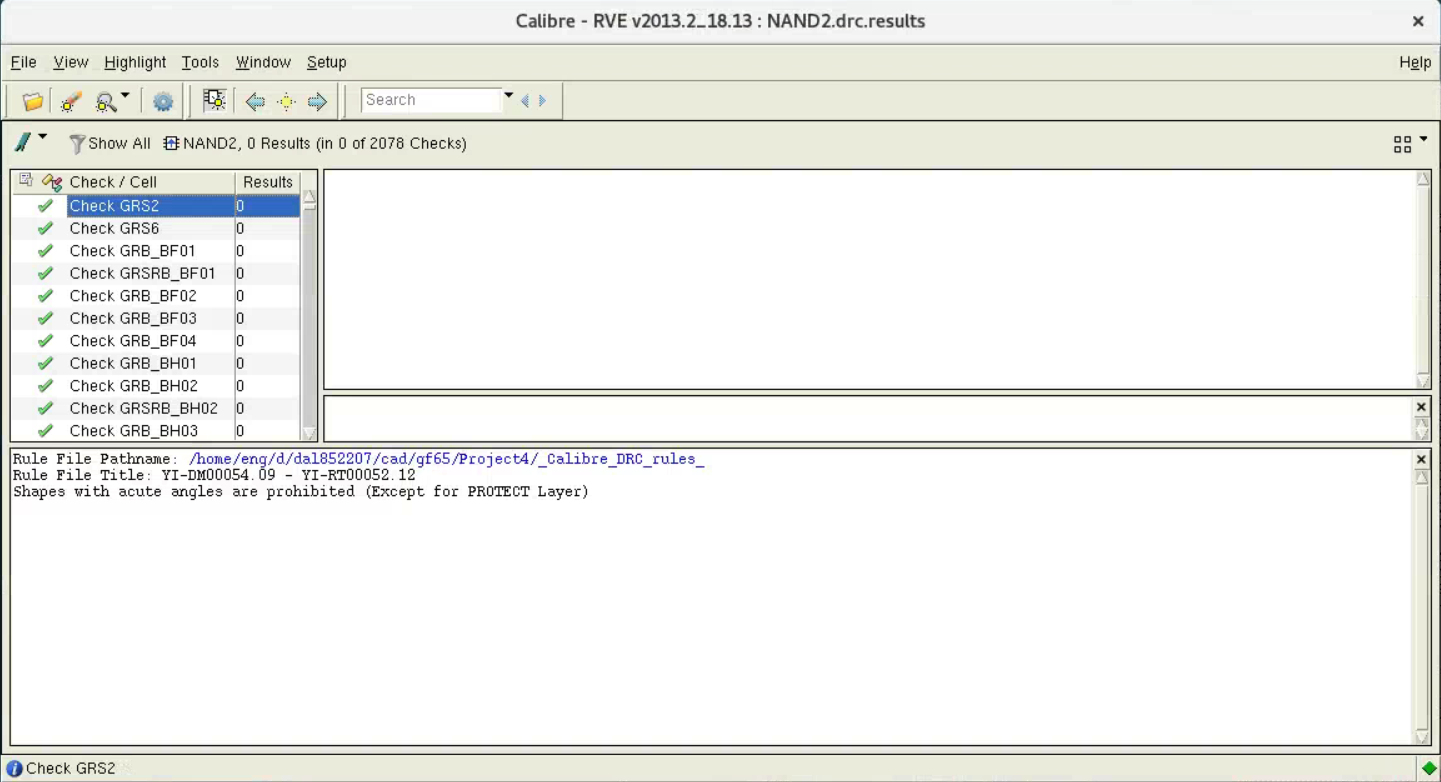 Calibre - RVE v2013.2_18.13 : NAND2.drc.results
File View Highlight Tools Window Setup Help
Search
Show All NAND2, 0 Results (in 0 of 2078 Checks)
Check / Cell Results
Check GRS2 0
Check GRS6 0
Check GRB_BF01 0
Check GRSRB_BF01 0
Check GRB_BF02 0
Check GRB_BF03 0
Check GRB_BF04 0
Check GRB_BH01 0
Check GRB_BH02 0
Check GRSRB_BH02 0
Check GRB_BH03 0
Rule File Pathname: /home/eng/d/dal852207/cad/gf65/Project4/_Calibre_DRC_rules_
Rule File Title: YI-DM00054.09 - YI-RT00052.12
Shapes with acute angles are prohibited (Except for PROTECT Layer)
Check GRS2